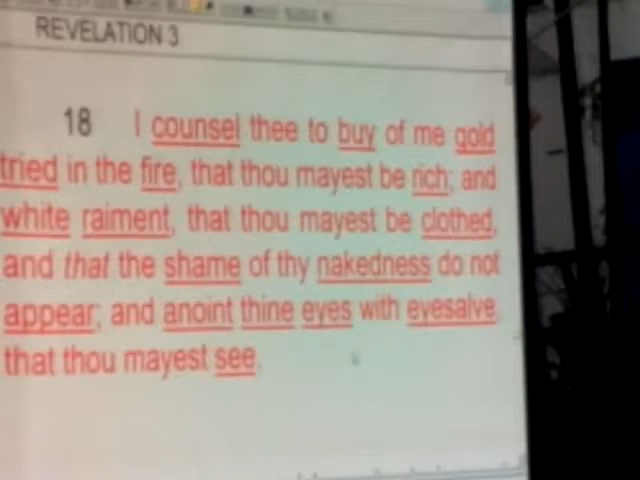 REVELATION 3
18 I counsel thee to buy of me gold
tried in the fire, that thou mayest be rich; and
white raiment, that thou mayest be clothed,
and that the shame of thy nakedness do not
appear; and anoint thine eyes with eyesalve,
that thou mayest see.